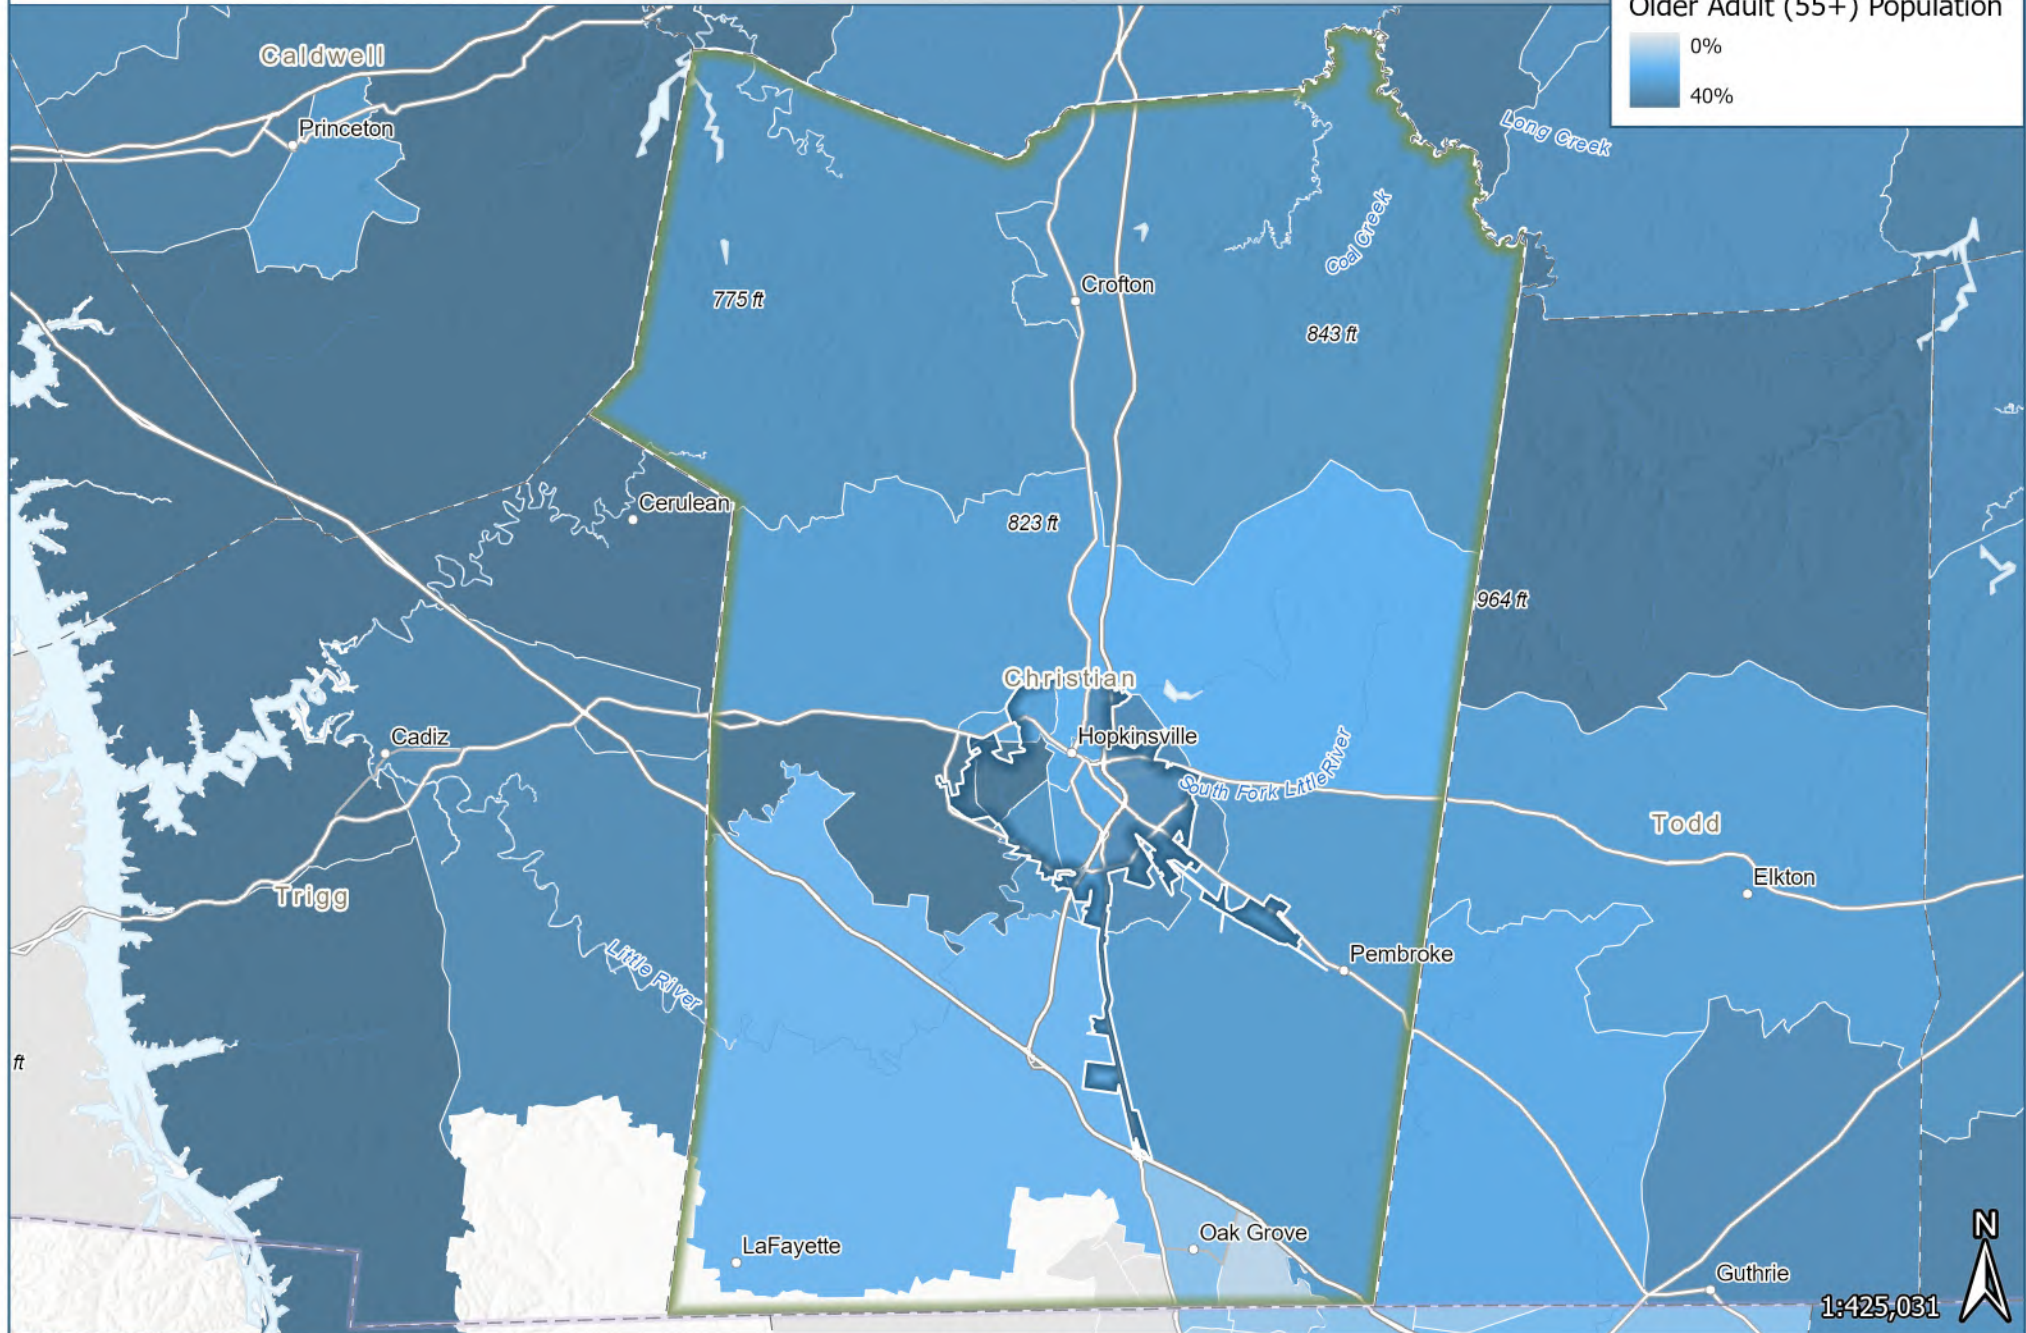 Older Adult (55+) Population
0%
40%
Caldwell
Princeton
Long Creek
Coal Creek
Crofton
775 ft
843 ft
Cerulean
823 ft
964 ft
Christian
Hopkinsville
Cadiz
South Fork LittleRiver
Todd
Elkton
Trigg
Little River
Pembroke
ft
LaFayette
Oak Grove
Guthrie
N
1:425,031